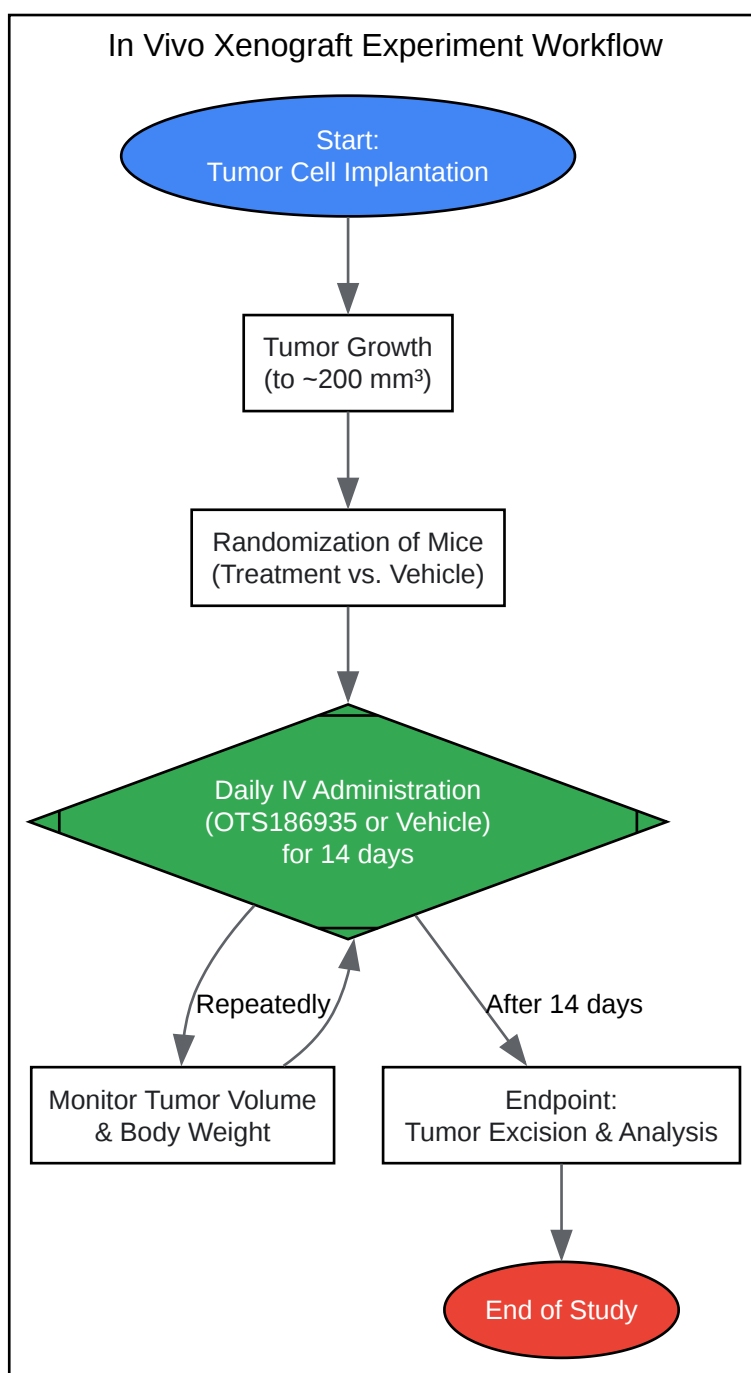 In Vivo Xenograft Experiment Workflow
Start:
Tumor Cell Implantation
Tumor Growth
(to ~200 mm³)
Randomization of Mice
(Treatment vs. Vehicle)
Daily IV Administration
(OTS186935 or Vehicle)
for 14 days
Repeatedly
After 14 days
Monitor Tumor Volume
& Body Weight
Endpoint:
Tumor Excision & Analysis
End of Study